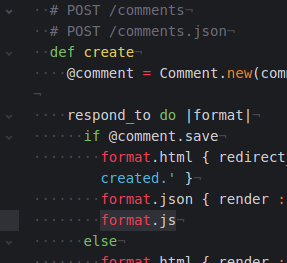 # POST /comments
# POST /comments.json
def create
@comment = Comment.new(com
respond_to do |format|
if @comment.save
format.html { redirect_
created.' }
format.json { render :
format.js
else
format.html { render :